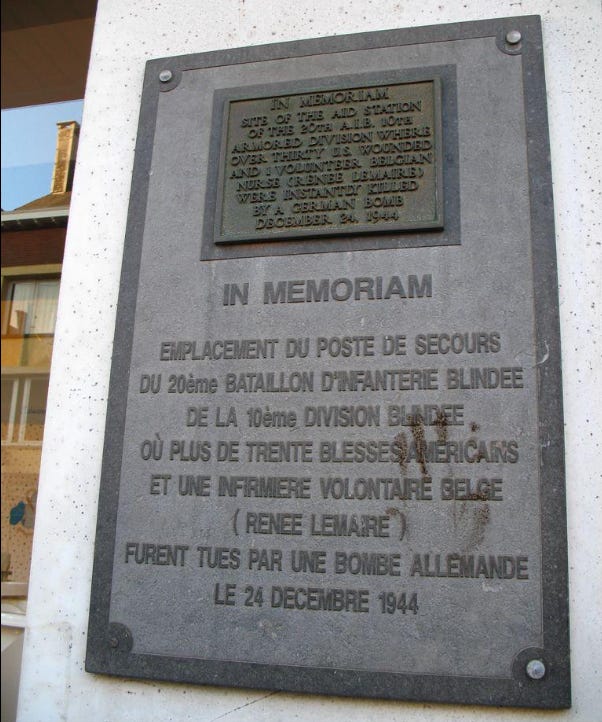 IN MEMORIAM
SITE OF THE AID STATION
OF THE 20TH A.I.B. 10TH
ARMORED DIVISION WHERE
OVER THIRTY U.S. WOUNDED
AND 1 VOLUNTEER BELGIAN
NURSE (RENEE LEMAIRE)
WERE INSTANTLY KILLED
BY A GERMAN BOMB
DECEMBER. 24. 1944
IN MEMORIAM
EMPLACEMENT DU POSTE DE SECOURS
DU 20ème BATAILLON D'INFANTERIE BLINDEE
DE LA 10ème DIVISION BLINDEE
OÙ PLUS DE TRENTE BLESSES AMERICAINS
ET UNE INFIRMIERE VOLONTAIRE BELGE
( RENEE LEMAIRE )
FURENT TUES PAR UNE BOMBE ALLEMANDE
LE 24 DECEMBRE 1944